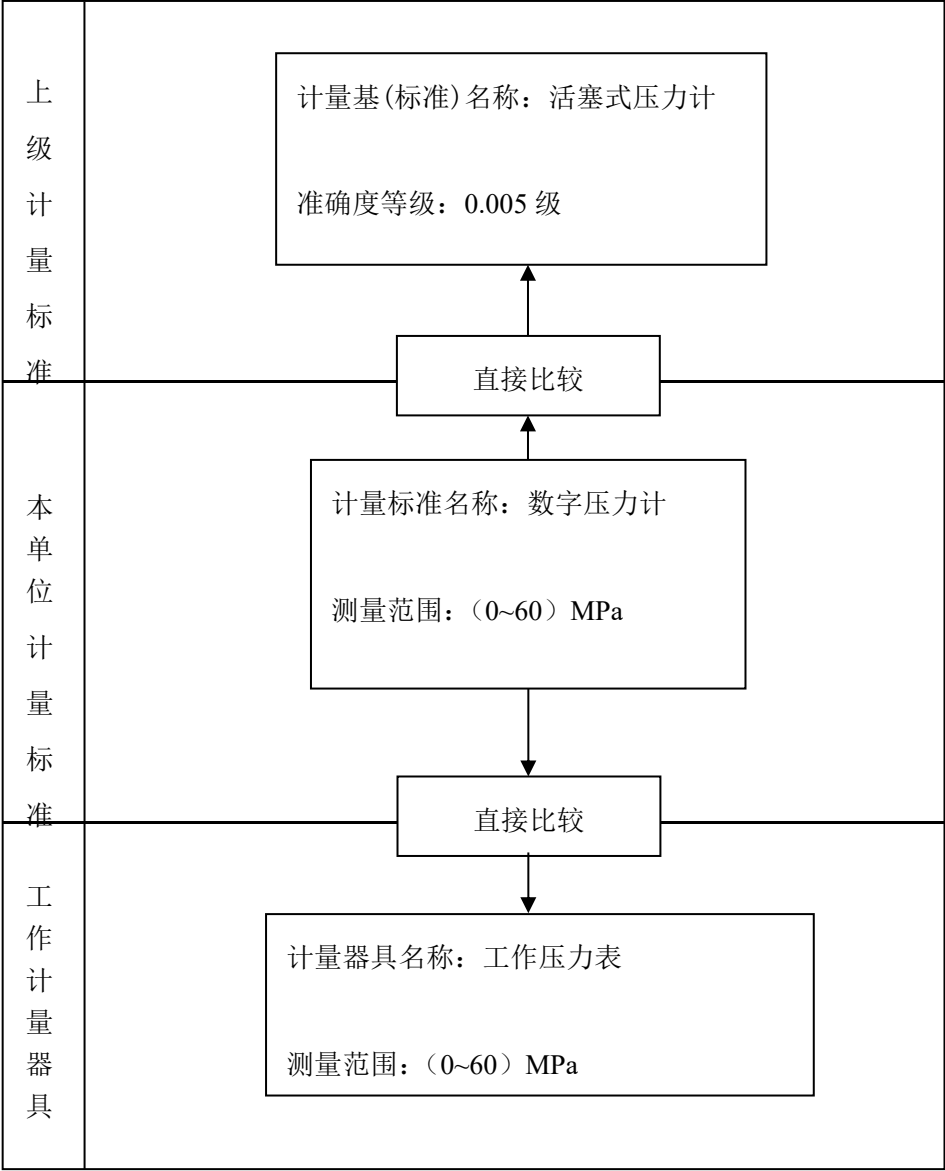 上级计量标准
计量基(标准)名称：活塞式压力计
准确度等级：0.005 级
直接比较
本单位计量标准
计量标准名称：数字压力计
测量范围：（0~60）MPa
直接比较
工作计量器具
计量器具名称：工作压力表
测量范围：（0~60）MPa